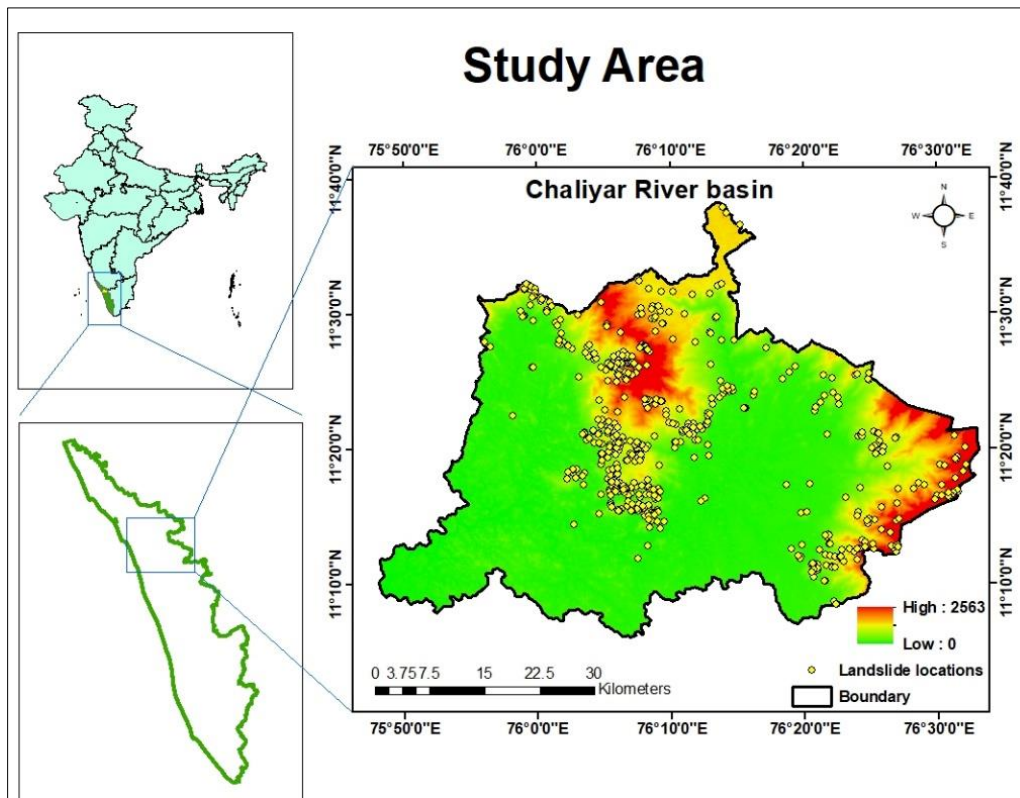 Study Area
75°50'0"E 76°0'0"E 76°10'0"E 76°20'0"E 76°30'0"E
Chaliyar River basin
N
W E
S
11°40'0"N 11°40'0"N
11°30'0"N 11°30'0"N
11°20'0"N 11°20'0"N
11°10'0"N 11°10'0"N
High : 2563
Low : 0
0 3.757.5 15 22.5 30
Kilometers
Landslide locations
Boundary
75°50'0"E 76°0'0"E 76°10'0"E 76°20'0"E 76°30'0"E